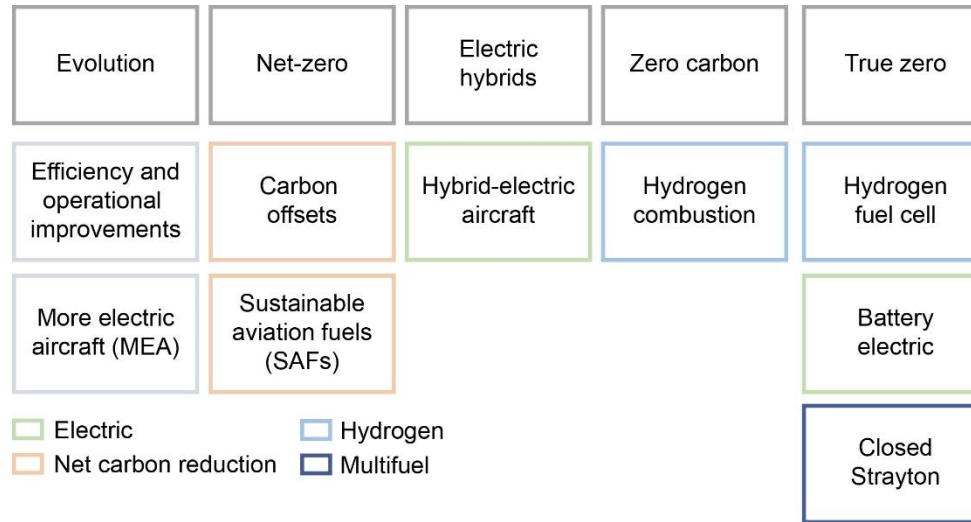 Evolution
Net-zero
Electric
hybrids
Zero carbon
True zero
Efficiency and
operational
improvements
Carbon
offsets
Hybrid-electric
aircraft
Hydrogen
combustion
Hydrogen
fuel cell
More electric
aircraft (MEA)
Sustainable
aviation fuels
(SAFs)
Battery
electric
Electric
Hydrogen
Net carbon reduction
Multifuel
Closed
Strayton